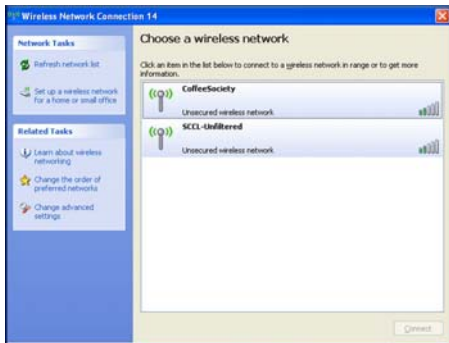 Wireless Network Connection 14
Network Tasks
Refresh network list
Set up a wireless network
for a home or small office
Related Tasks
Learn about wireless
networking
Change the order of
preferred networks
Change advanced
settings
Choose a wireless network
Click an item in the list below to connect to a wireless network in range or to get more
information.
CoffeeSociety
Unsecured wireless network
SCCL-Unfiltered
Unsecured wireless network
Connect